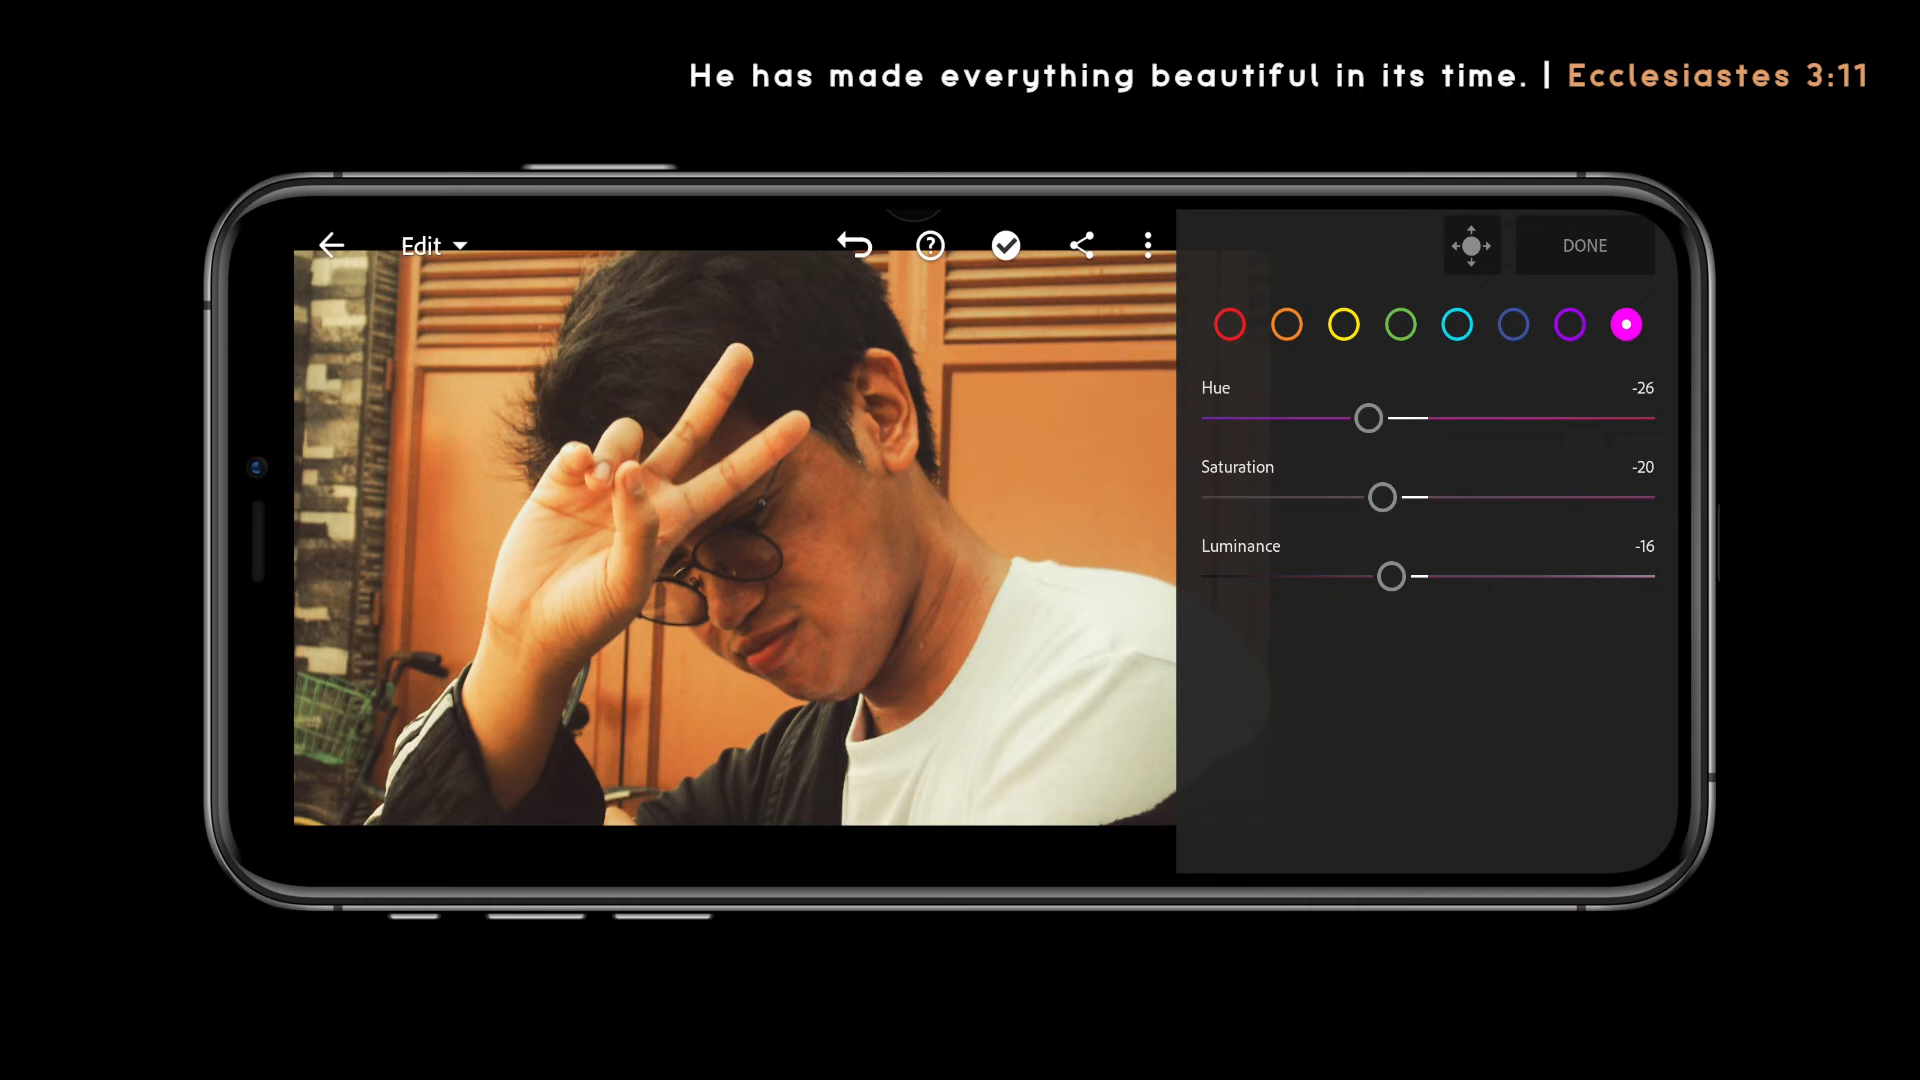 He has made everything beautiful in its time. | Ecclesiastes 3:11
Edit
DONE
Hue -26
Saturation -20
Luminance -16